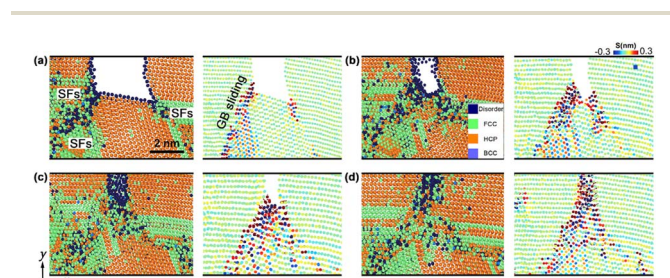 (a)
(b)
S(nm)
-0.3
0.3
SFs
SFs
SFs
2 nm
GB sliding
Disorder
FCC
HCP
BCC
(c)
(d)
y